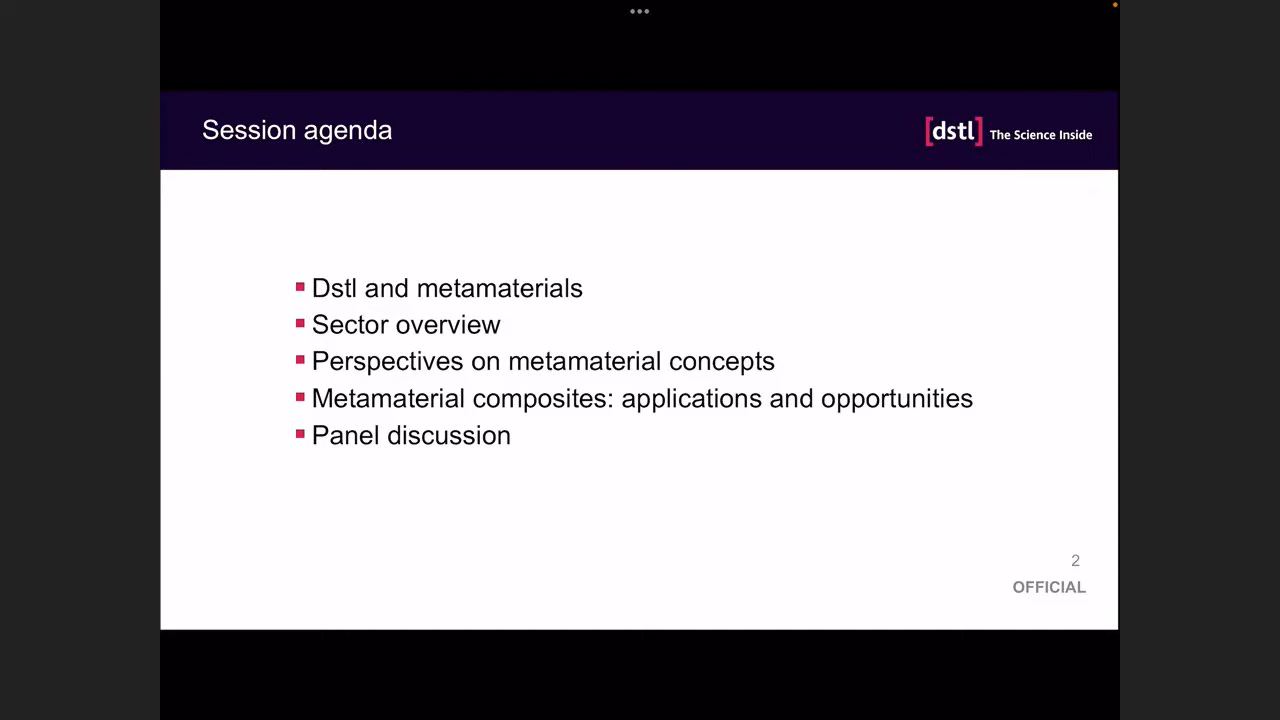 Session agenda
[dstl] The Science Inside
Dstl and metamaterials
Sector overview
Perspectives on metamaterial concepts
Metamaterial composites: applications and opportunities
Panel discussion
2
OFFICIAL